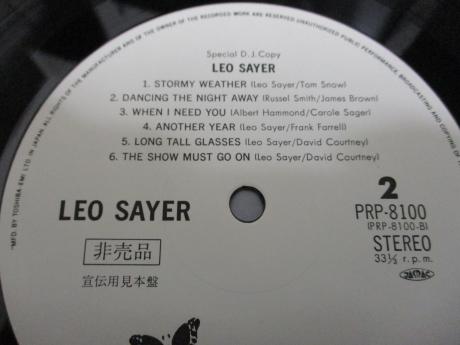 ALL RIGHTS OF THE MANUFACTURER AND OF THE OWNER OF THE RECORDED WORK ARE RESERVED. UNAUTHORIZED PUBLIC PERFORMANCE, BROADCASTING AND
MFD. BY TOSHIBA-EMI LTD. IN JAPAN.
Special D.J. Copy
LEO SAYER
1. STORMY WEATHER (Leo Sayer/Tom Snow)
2. DANCING THE NIGHT AWAY (Russel Smith/James Brown)
3. WHEN I NEED YOU (Albert Hammond/Carole Sager)
4. ANOTHER YEAR (Leo Sayer/Frank Farrell)
5. LONG TALL GLASSES (Leo Sayer/David Courtney)
6. THE SHOW MUST GO ON (Leo Sayer/David Courtney)
LEO SAYER
2
PRP-8100
(PRP-8100-B)
STEREO
33⅓ r.p.m.
非売品
宣伝用見本盤